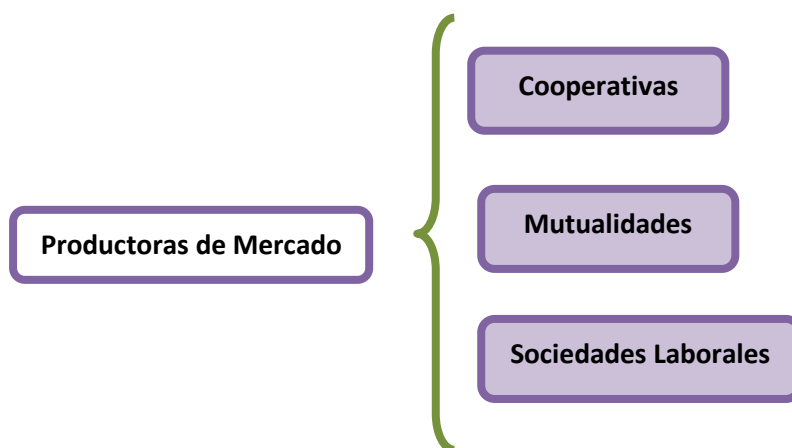 Productoras de Mercado
Cooperativas
Mutualidades
Sociedades Laborales